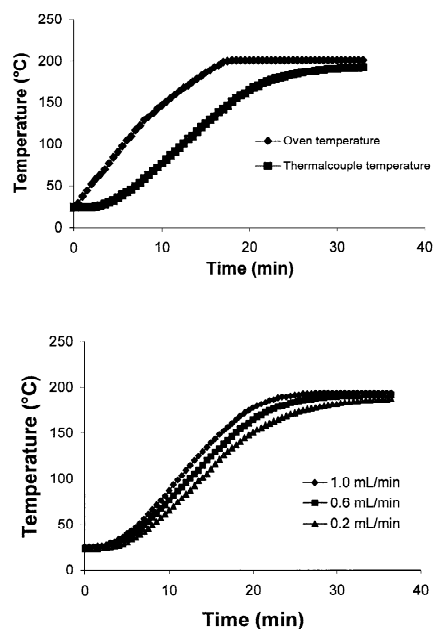 250
200
150
100
50
0
Temperature (°C)
Oven temperature
Thermalcouple temperature
0 10 20 30 40
Time (min)
250
200
150
100
50
0
Temperature (°C)
1.0 mL/min
0.6 mL/min
0.2 mL/min
0 10 20 30 40
Time (min)